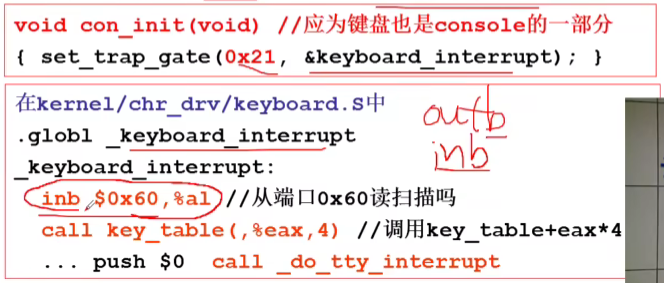 void con_init(void) //应为键盘也是console的一部分
{ set_trap_gate(0x21, &keyboard_interrupt); }
在kernel/chr_drv/keyboard.S中
.globl _keyboard_interrupt
_keyboard_interrupt:
inb $0x60,%al //从端口0x60读扫描吗
call key_table(,%eax,4) //调用key_table+eax*4
... push $0 call _do_tty_interrupt
outb
inb